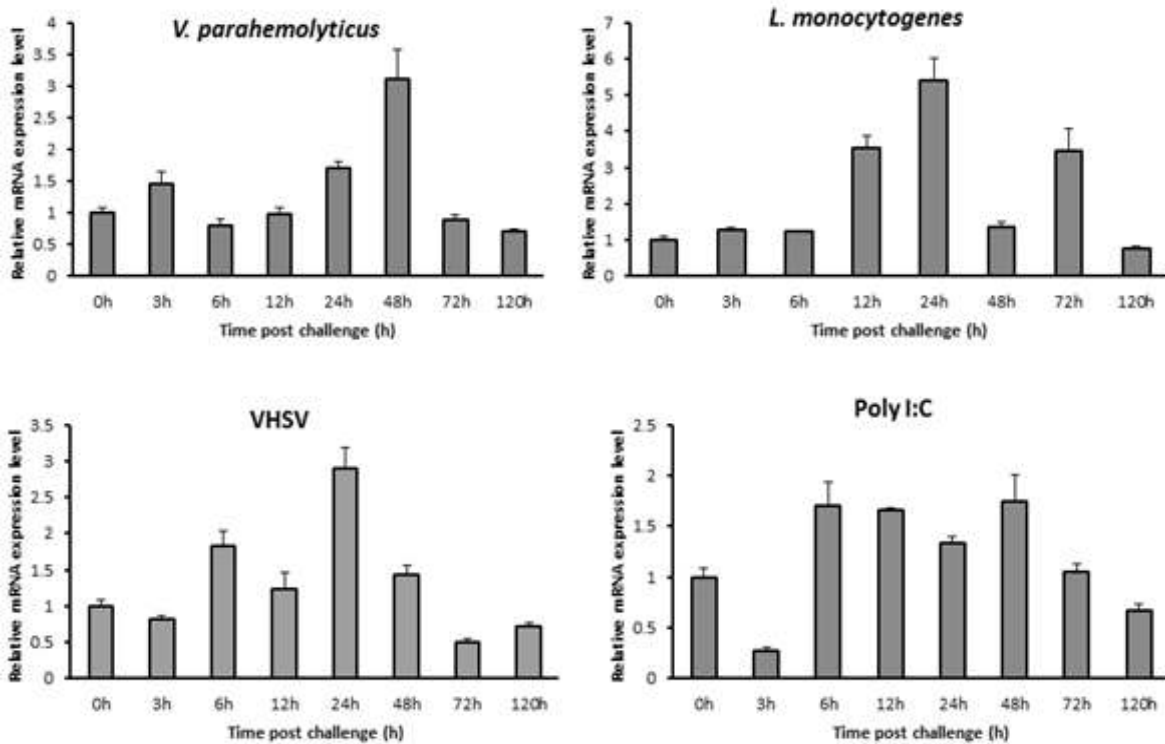 V. parahemolyticus
Relative mRNA expression level
4
3.5
3
2.5
2
1.5
1
0.5
0
0h 3h 6h 12h 24h 48h 72h 120h
Time post challenge (h)
L. monocytogenes
Relative mRNA expression level
7
6
5
4
3
2
1
0
0h 3h 6h 12h 24h 48h 72h 120h
Time post challenge (h)
VHSV
Relative mRNA expression level
3.5
3
2.5
2
1.5
1
0.5
0
0h 3h 6h 12h 24h 48h 72h 120h
Time post challenge (h)
Poly I:C
Relative mRNA expression level
2.5
2
1.5
1
0.5
0
0h 3h 6h 12h 24h 48h 72h 120h
Time post challenge (h)